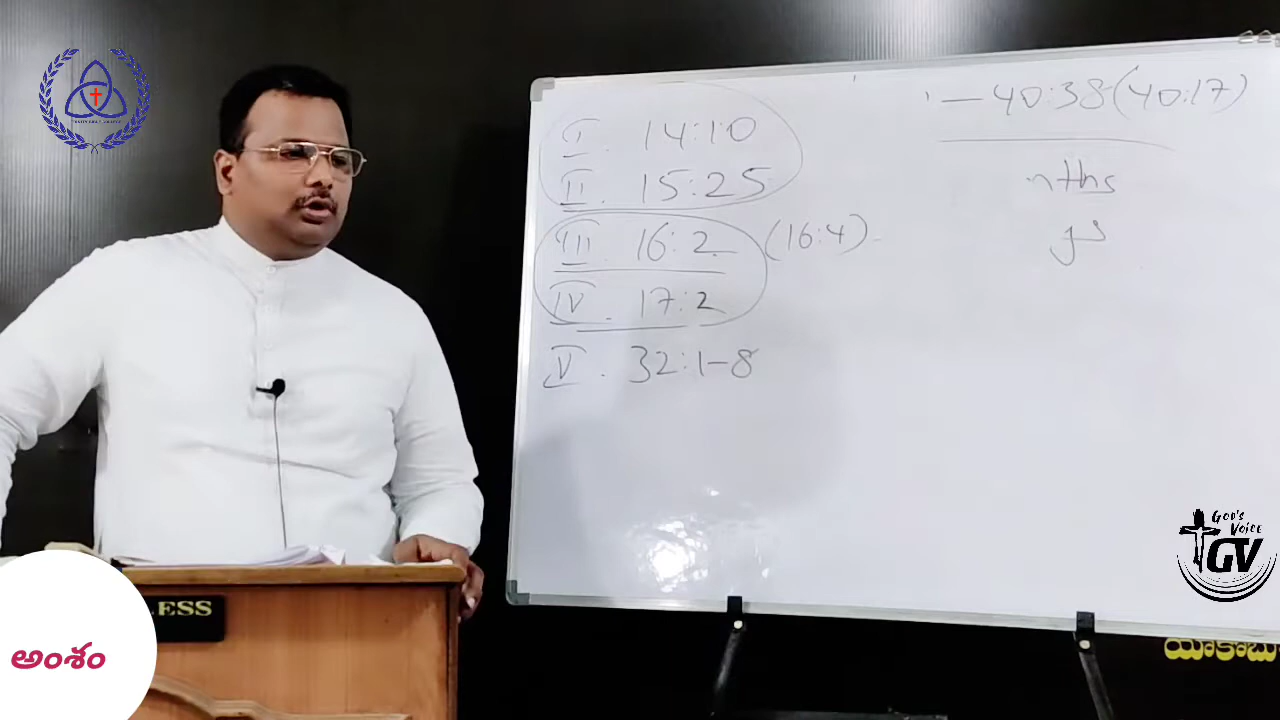 I. 14:10
II. 15:25
III. 16:2 (16:4)
IV. 17:2
V. 32:1-8
— 40:38 (40:17)
nths
LESS
అంశం
GOD'S VOICE
GV
యాకోబు